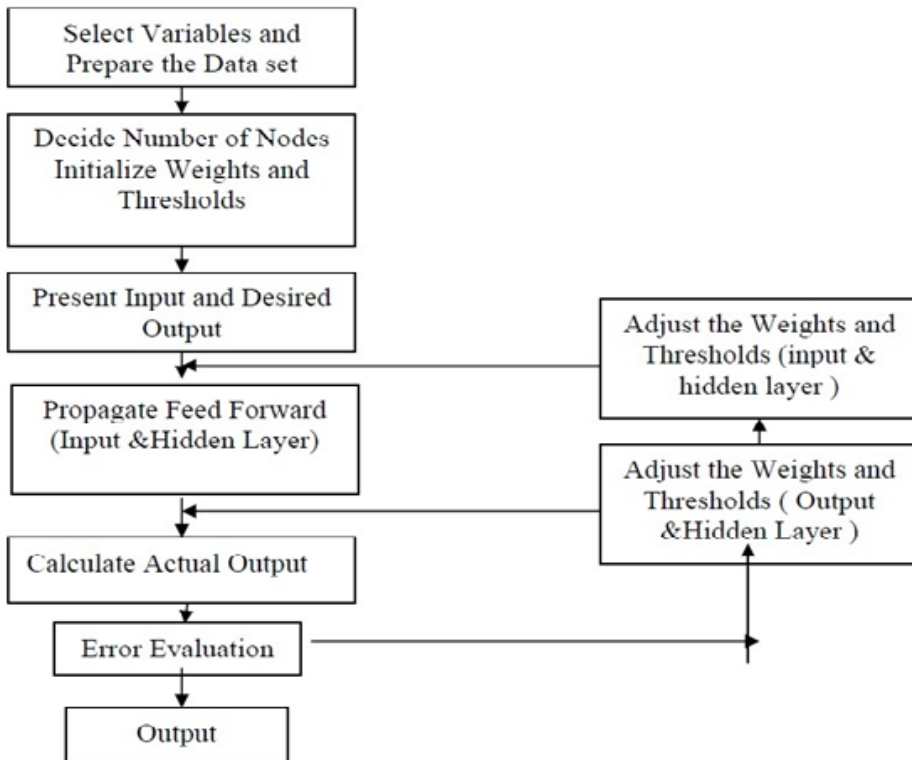 Select Variables and
Prepare the Data set
Decide Number of Nodes
Initialize Weights and
Thresholds
Present Input and Desired
Output
Propagate Feed Forward
(Input &Hidden Layer)
Calculate Actual Output
Error Evaluation
Output
Adjust the Weights and
Thresholds (input &
hidden layer )
Adjust the Weights and
Thresholds ( Output
&Hidden Layer )